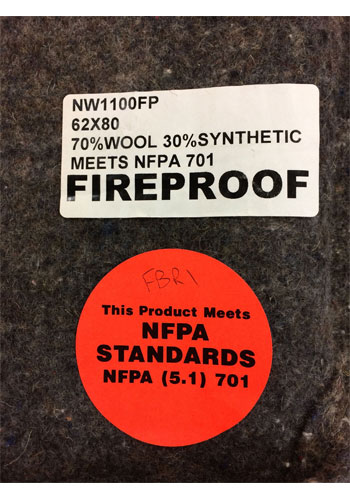 NW1100FP
62X80
70%WOOL 30%SYNTHETIC
MEETS NFPA 701
FIREPROOF
FBR1
This Product Meets
NFPA
STANDARDS
NFPA (5.1) 701